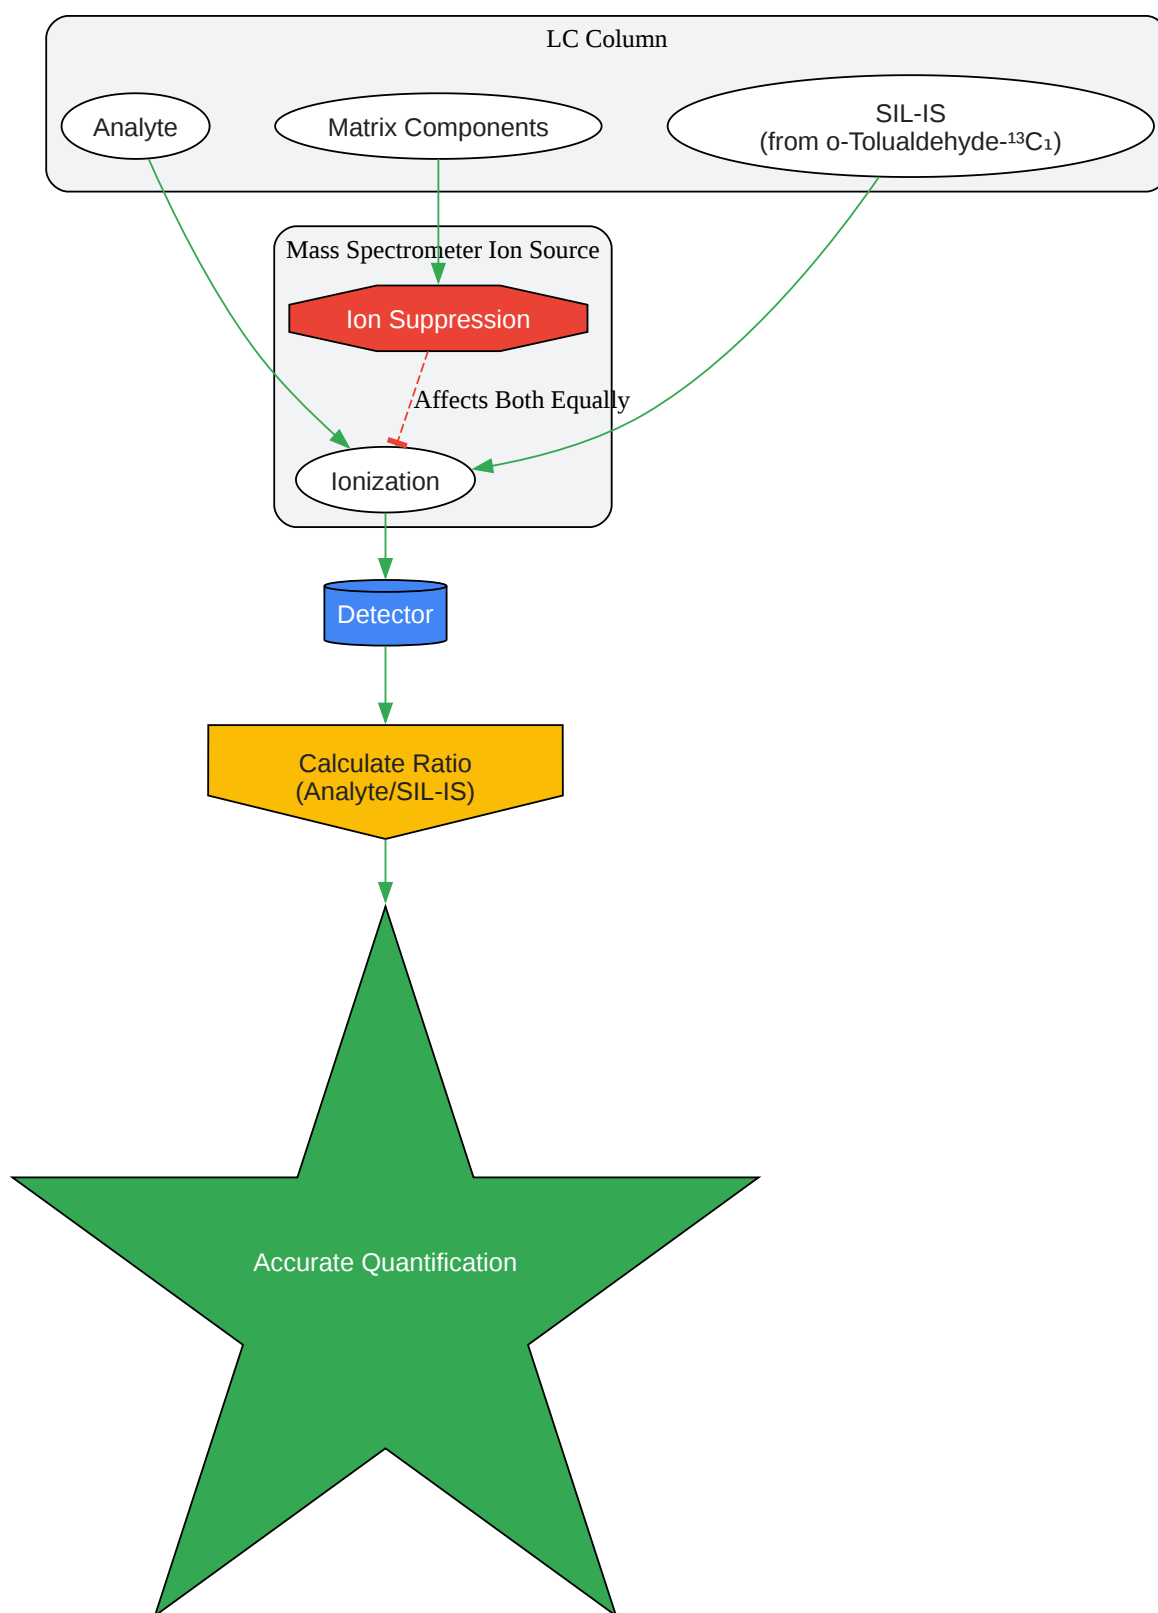 LC Column
Analyte
Matrix Components
SIL-IS
(from o-Tolualdehyde-¹³C₁)
Mass Spectrometer Ion Source
Ion Suppression
Affects Both Equally
Ionization
Detector
Calculate Ratio
(Analyte/SIL-IS)
Accurate Quantification